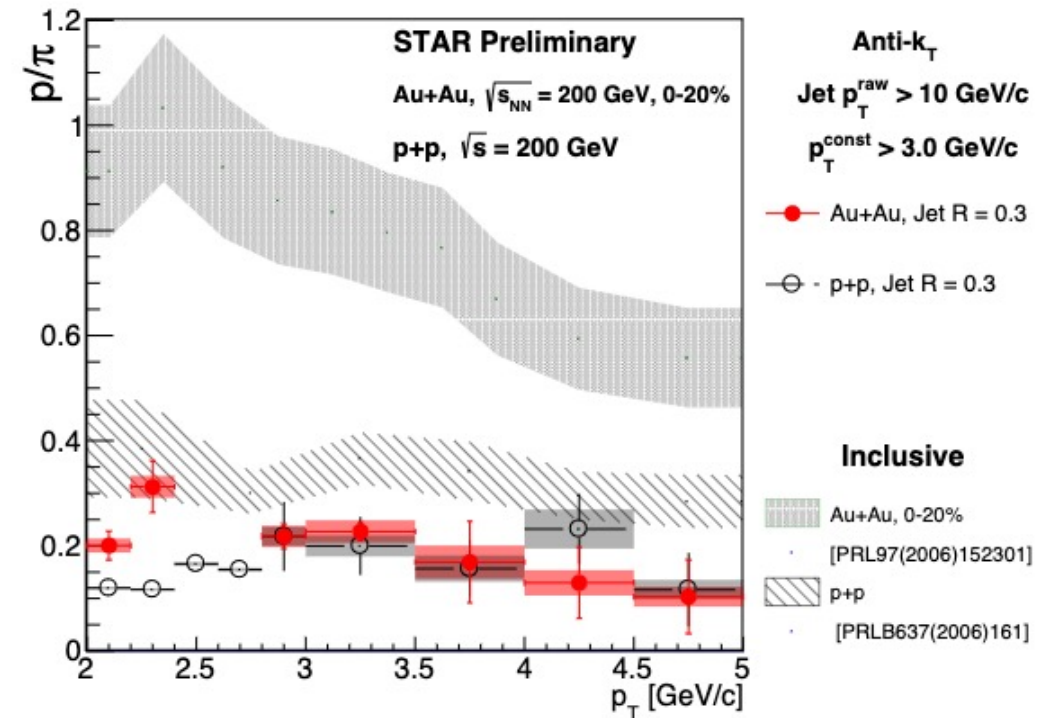 STAR Preliminary
Au+Au, √s_NN = 200 GeV, 0-20%
p+p, √s = 200 GeV
p/π
1.2
1
0.8
0.6
0.4
0.2
0
2
2.5
3
3.5
4
4.5
5
p_T [GeV/c]
Anti-k_T
Jet p_T^raw > 10 GeV/c
p_T^const > 3.0 GeV/c
Au+Au, Jet R = 0.3
p+p, Jet R = 0.3
Inclusive
Au+Au, 0-20%
[PRL97(2006)152301]
p+p
[PRLB637(2006)161]